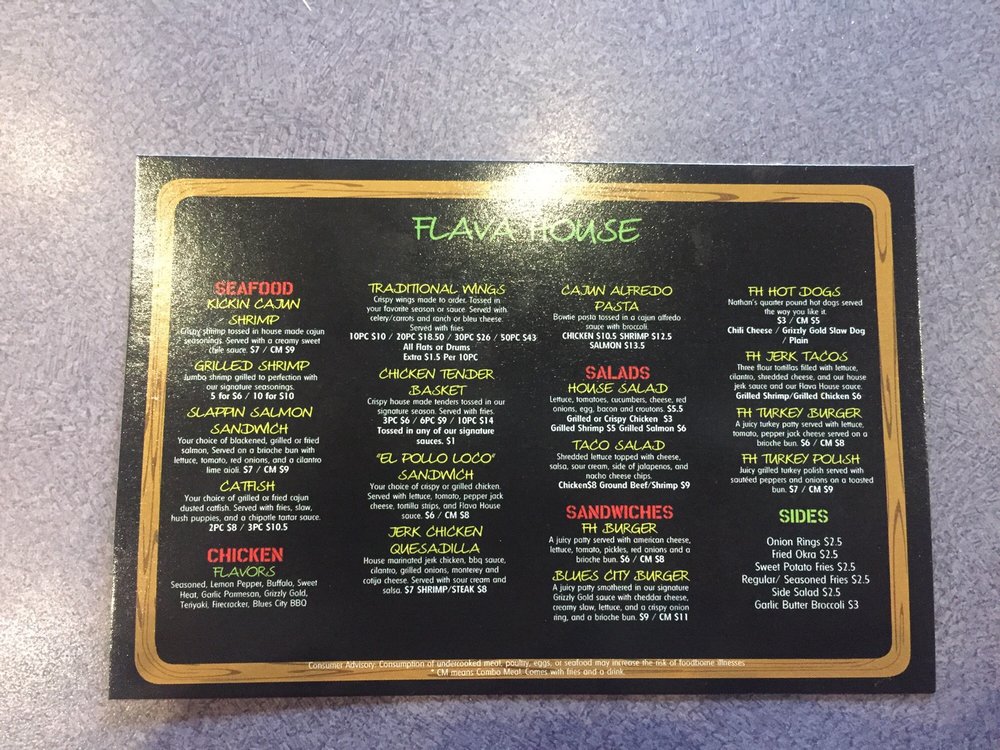 FLAVA HOUSE
SEAFOOD
KICKIN CAJUN
SHRIMP
Crispy shrimp tossed in house made cajun
seasonings. Served with a creamy sweet
chile sauce. $7 / CM $9
GRILLED SHRIMP
Jumbo shrimp grilled to perfection with
our signature seasonings.
5 for $6 / 10 for $10
SLAPPIN SALMON
SANDWICH
Your choice of blackened, grilled or fried
salmon, Served on a brioche bun with
lettuce, tomato, red onions, and a cilantro
lime aioli. $7 / CM $9
CATFISH
Your choice of grilled or fried cajun
dusted catfish. Served with fries, slaw,
hush puppies, and a chipotle tartar sauce.
2PC $8 / 3PC $10.5
CHICKEN
FLAVORS
Seasoned, Lemon Pepper, Buffalo, Sweet
Heat, Garlic Parmesan, Grizzly Gold,
Teriyaki, Firecracker, Blues City BBQ
TRADITIONAL WINGS
Crispy wings made to order. Tossed in
your favorite season or sauce. Served with
celery/carrots and ranch or bleu cheese.
Served with fries
10PC $10 / 20PC $18.50 / 30PC $26 / 50PC $43
All Flats or Drums
Extra $1.5 Per 10PC
CHICKEN TENDER
BASKET
Crispy house made tenders tossed in our
signature season. Served with fries.
3PC $6 / 6PC $9 / 10PC $14
Tossed in any of our signature
sauces. $1
"EL POLLO LOCO"
SANDWICH
Your choice of crispy or grilled chicken.
Served with lettuce, tomato, pepper jack
cheese, tortilla strips, and Flava House
sauce. $6 / CM $8
JERK CHICKEN
QUESADILLA
House marinated jerk chicken, bbq sauce,
cilantro, grilled onions, monterey and
cotija cheese. Served with sour cream and
salsa. $7 SHRIMP/STEAK $8
CAJUN ALFREDO
PASTA
Bowtie pasta tossed in a cajun alfredo
sauce with broccoli.
CHICKEN $10.5 SHRIMP $12.5
SALMON $13.5
SALADS
HOUSE SALAD
Lettuce, tomatoes, cucumbers, cheese, red
onions, egg, bacon and croutons. $5.5
Grilled or Crispy Chicken $3
Grilled Shrimp $5 Grilled Salmon $6
TACO SALAD
Shredded lettuce topped with cheese,
salsa, sour cream, side of jalapenos, and
nacho cheese chips.
Chicken$8 Ground Beef/Shrimp $9
SANDWICHES
FH BURGER
A juicy patty served with american cheese,
lettuce, tomato, pickles, red onions and a
brioche bun. $6 / CM $8
BLUES CITY BURGER
A juicy patty smothered in our signature
Grizzly Gold sauce with cheddar cheese,
creamy slaw, lettuce, and a crispy onion
ring, and a brioche bun. $9 / CM $11
FH HOT DOGS
Nathan's quarter pound hot dogs served
the way you like it.
$3 / CM $5
Chili Cheese / Grizzly Gold Slaw Dog
/ Plain
FH JERK TACOS
Three flour tortillas filled with lettuce,
cilantro, shredded cheese, and our house
jerk sauce and our Flava House sauce.
Grilled Shrimp/Grilled Chicken $6
FH TURKEY BURGER
A juicy turkey patty served with lettuce,
tomato, pepper jack cheese served on a
brioche bun. $6 / CM $8
FH TURKEY POLISH
Juicy grilled turkey polish served with
sautéed peppers and onions on a toasted
bun. $7 / CM $9
SIDES
Onion Rings $2.5
Fried Okra $2.5
Sweet Potato Fries $2.5
Regular/ Seasoned Fries $2.5
Side Salad $2.5
Garlic Butter Broccoli $3
Consumer Advisory: Consumption of undercooked meat, poultry, eggs, or seafood may increase the risk of foodborne illnesses
* CM means Combo Meal. Comes with fries and a drink.